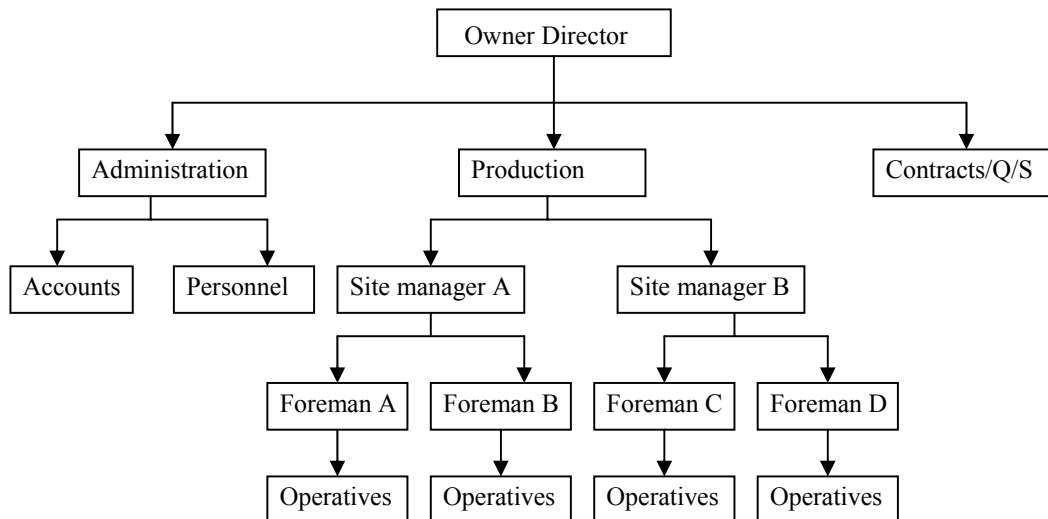 Owner Director
Administration
Production
Contracts/Q/S
Accounts
Personnel
Site manager A
Site manager B
Foreman A
Foreman B
Foreman C
Foreman D
Operatives
Operatives
Operatives
Operatives